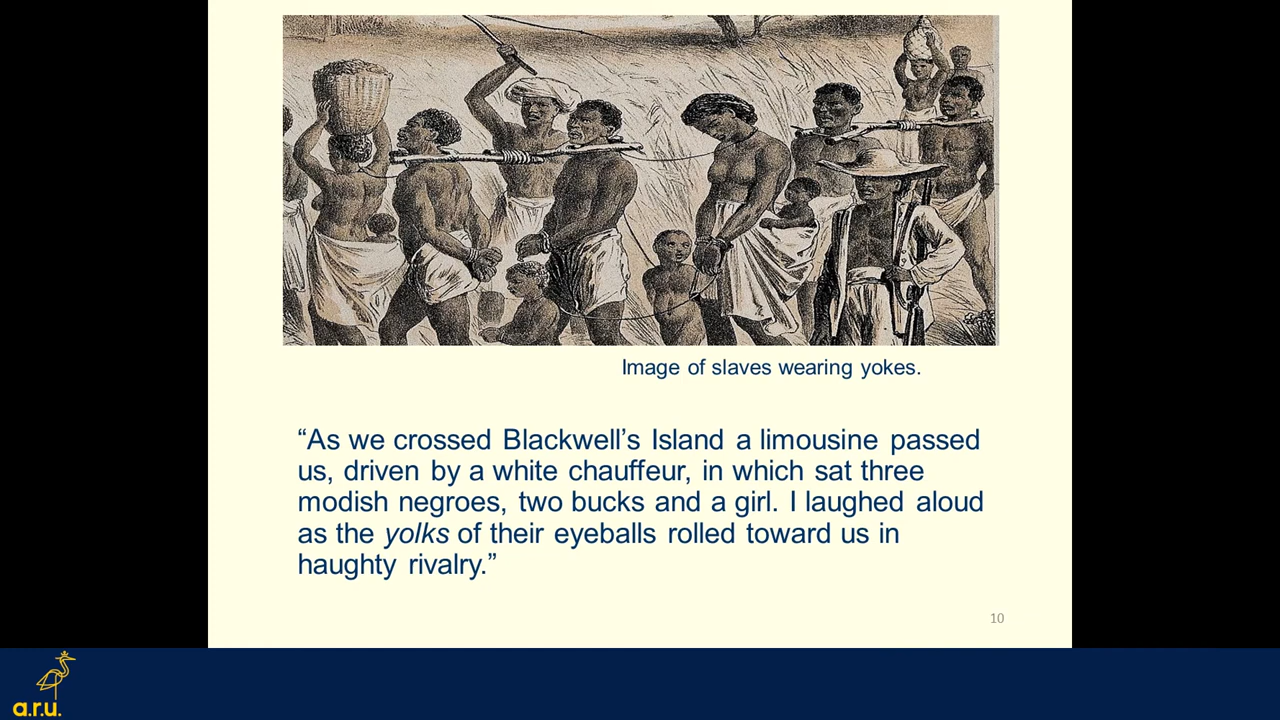 Image of slaves wearing yokes.
“As we crossed Blackwell’s Island a limousine passed
us, driven by a white chauffeur, in which sat three
modish negroes, two bucks and a girl. I laughed aloud
as the yolks of their eyeballs rolled toward us in
haughty rivalry.”
10
a.r.u.